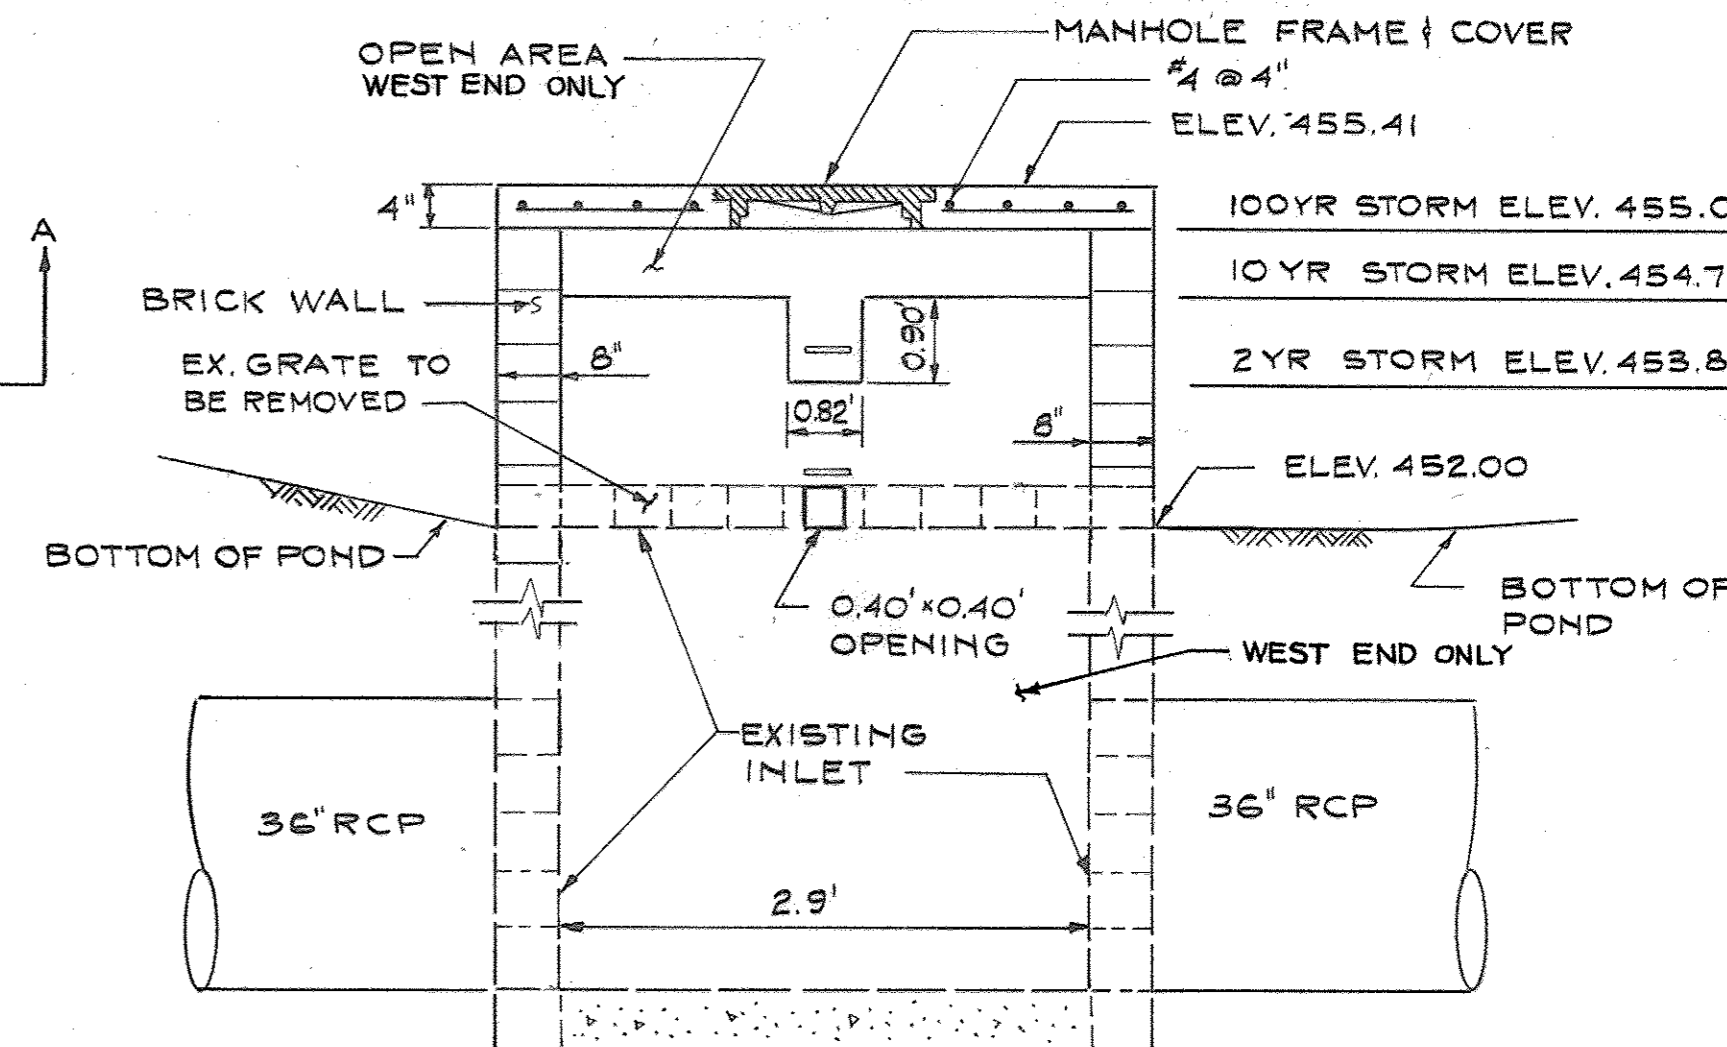 MANHOLE FRAME & COVER
OPEN AREA
WEST END ONLY
#4 @ 4"
ELEV. 455.41
4"
100YR STORM ELEV. 455.0
A
10 YR STORM ELEV. 454.7
BRICK WALL
0.90'
EX. GRATE TO
BE REMOVED
8"
2YR STORM ELEV. 453.8
0.82'
8"
ELEV. 452.00
BOTTOM OF POND
0.40' x 0.40'
OPENING
BOTTOM OF
POND
WEST END ONLY
EXISTING
INLET
36" RCP
36" RCP
2.9'